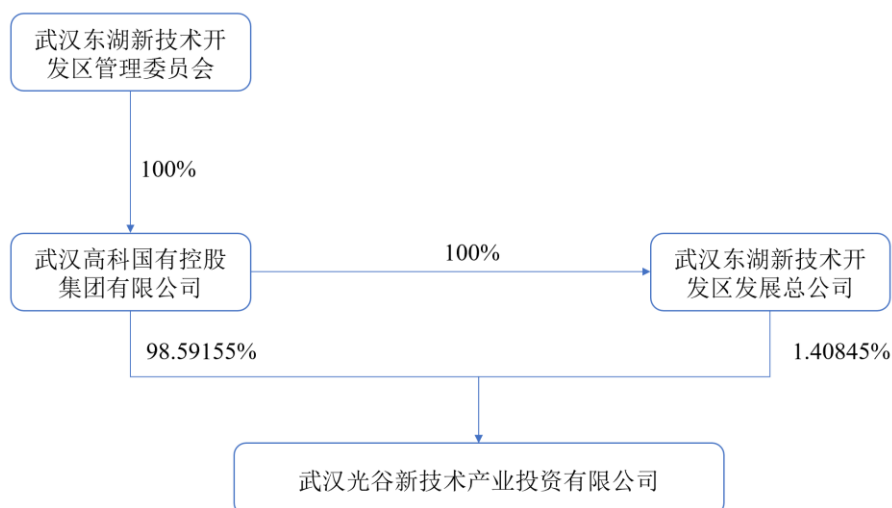 武汉东湖新技术开
发区管理委员会
100%
武汉高科国有控股
集团有限公司
100%
武汉东湖新技术开
发区发展总公司
98.59155%
1.40845%
武汉光谷新技术产业投资有限公司